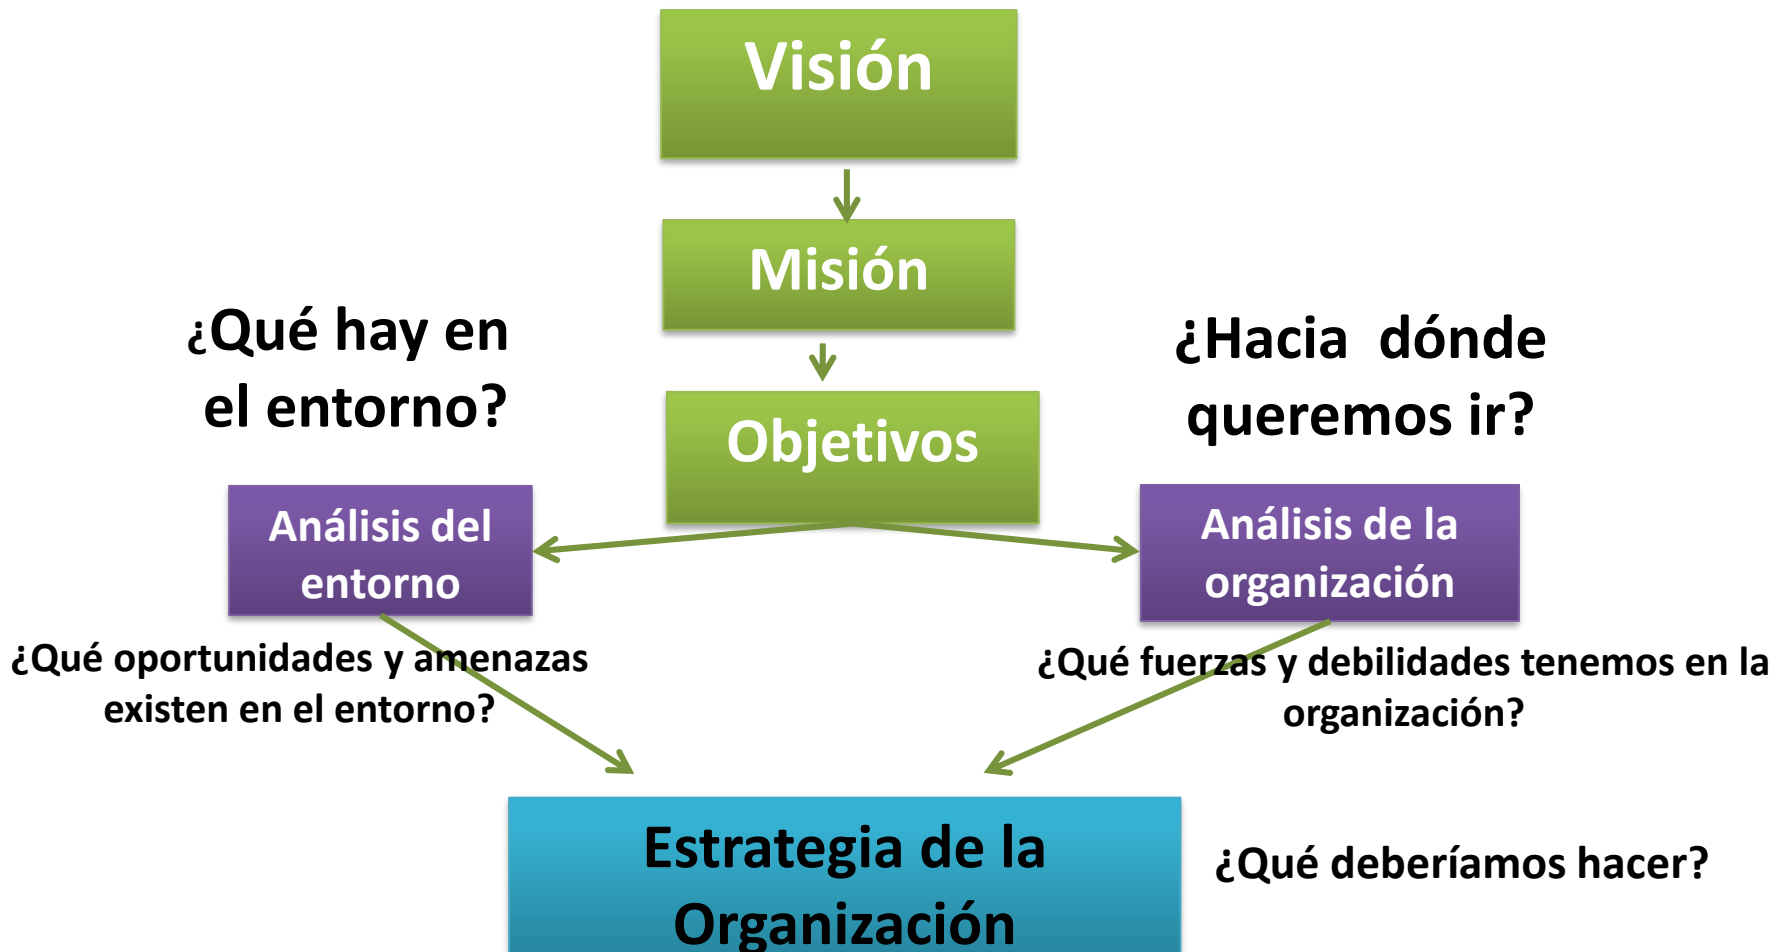 Visión
Misión
¿Qué hay en
el entorno?
¿Hacia dónde
queremos ir?
Objetivos
Análisis del
entorno
Análisis de la
organización
¿Qué oportunidades y amenazas
existen en el entorno?
¿Qué fuerzas y debilidades tenemos en la
organización?
Estrategia de la
Organización
¿Qué deberíamos hacer?